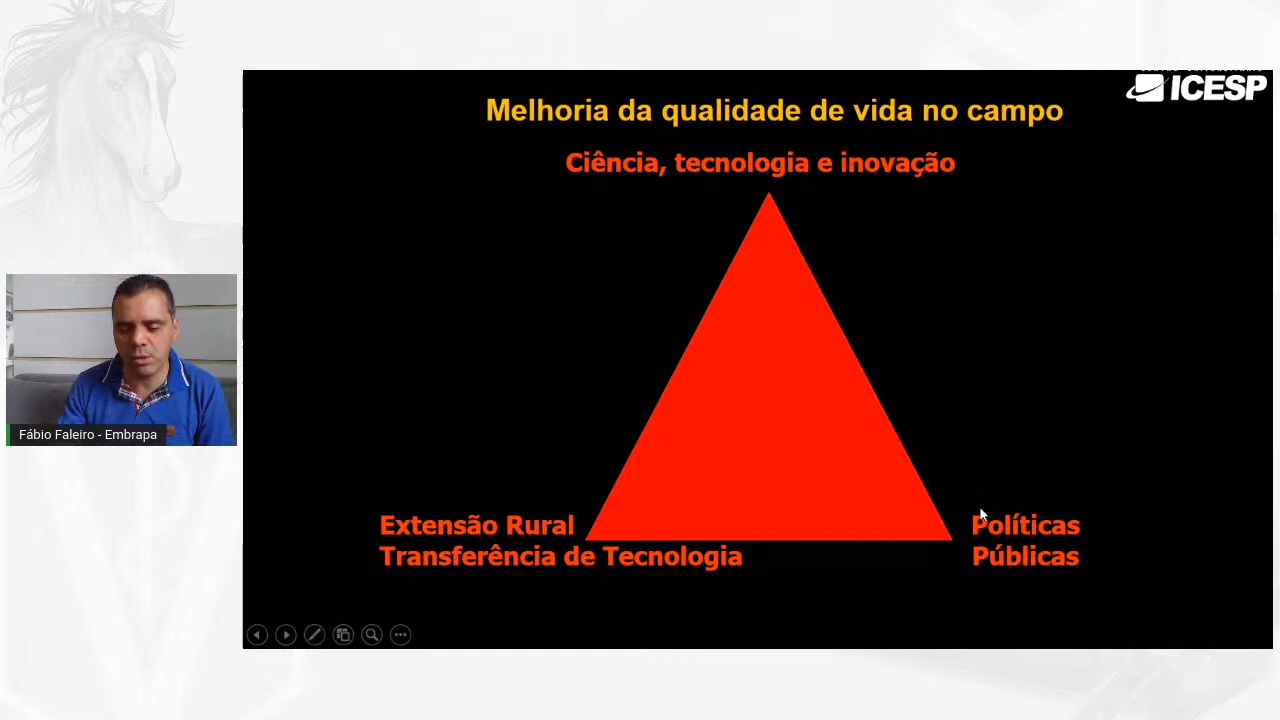 ICESP
Melhoria da qualidade de vida no campo
Ciência, tecnologia e inovação
Fábio Faleiro - Embrapa
Extensão Rural
Transferência de Tecnologia
Políticas
Públicas